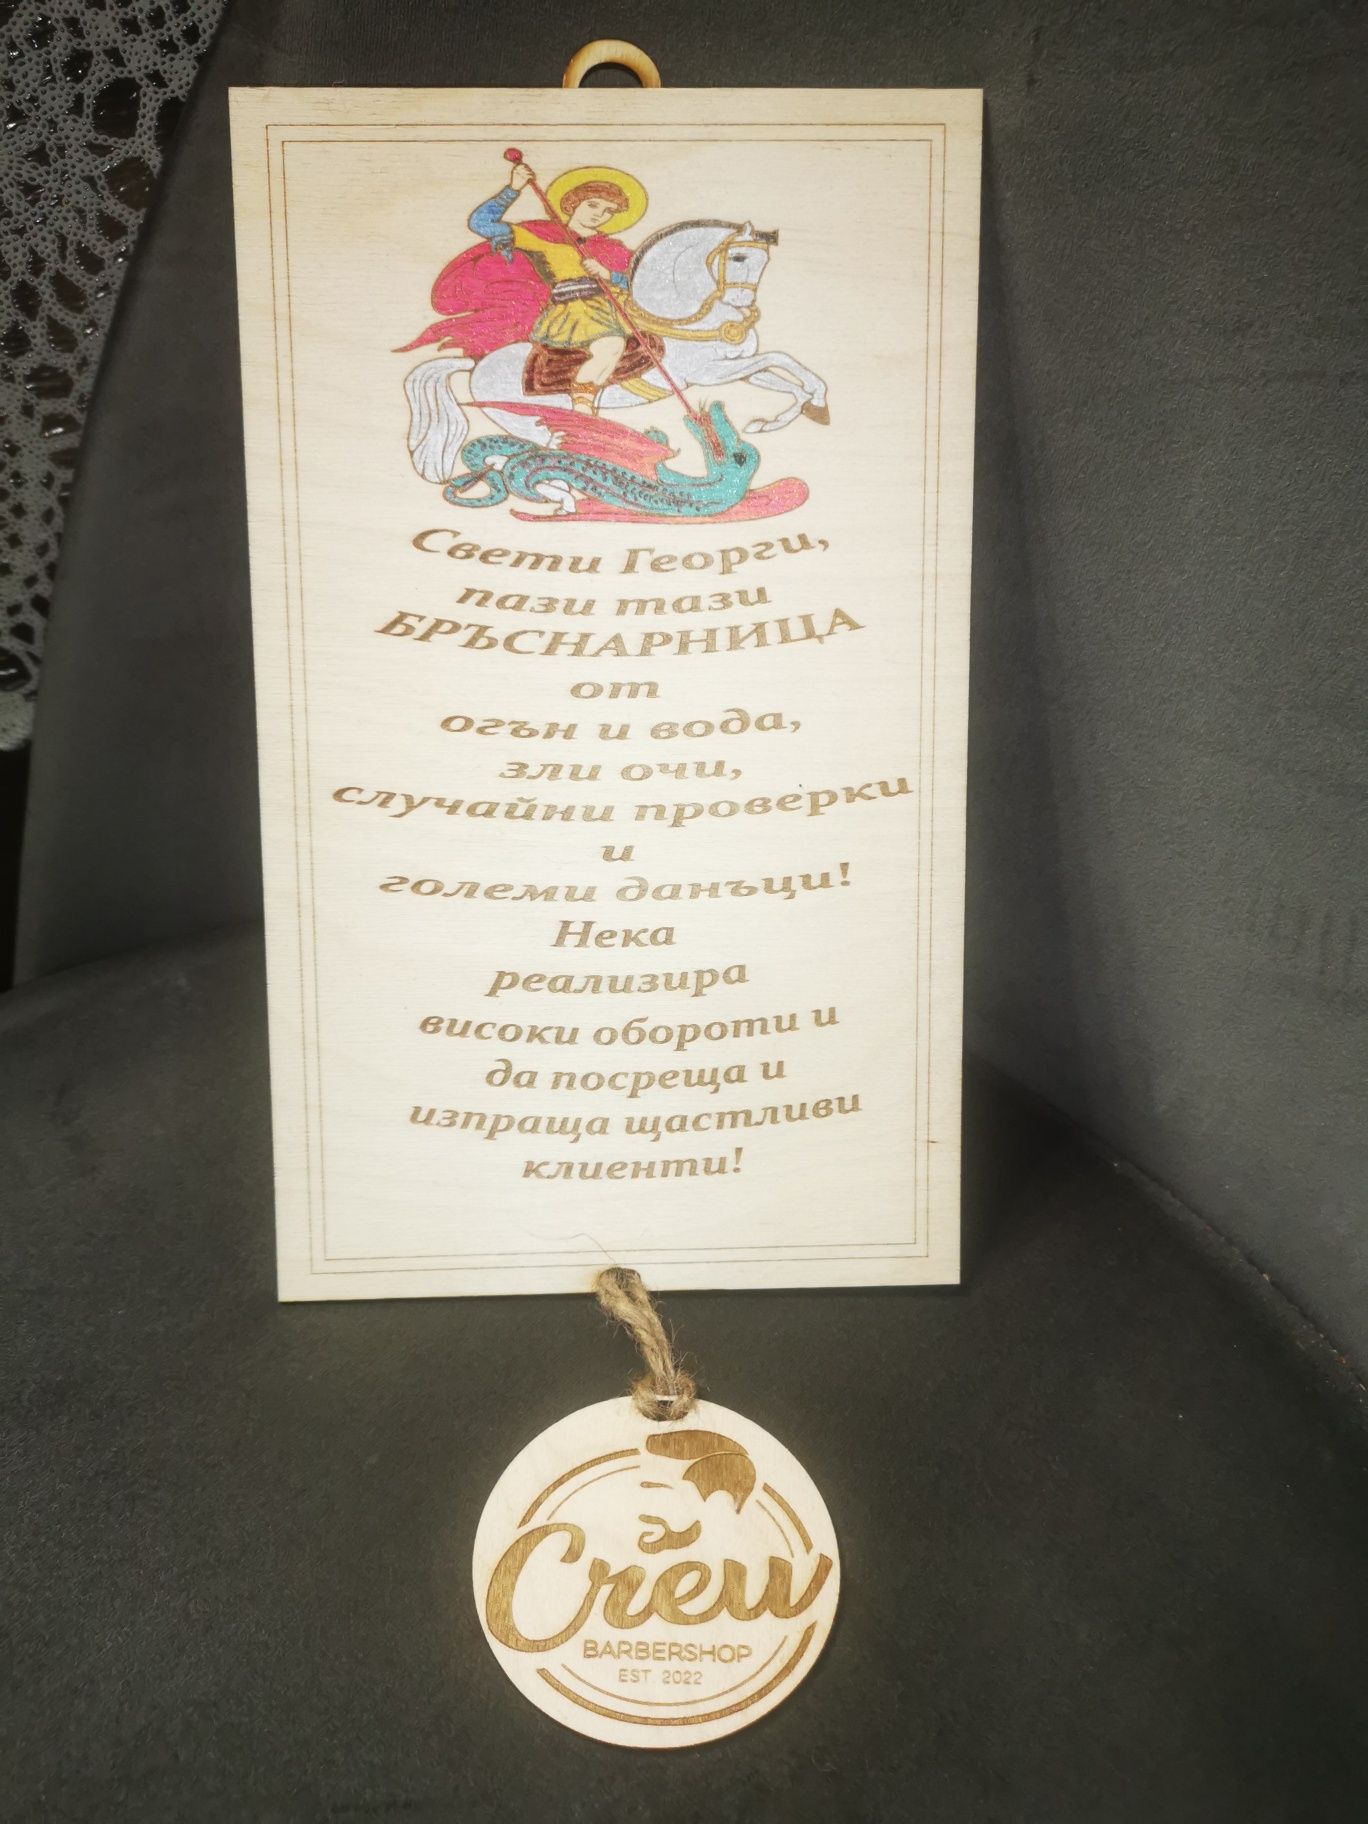 Свети Георги,
пази тази
БРЪСНАРНИЦА
от
огън и вода,
зли очи,
случайни проверки
и
големи данъци!
Нека
реализира
високи обороти и
да посреща и
изпраща щастливи
клиенти!
Crew
BARBERSHOP
EST. 2022